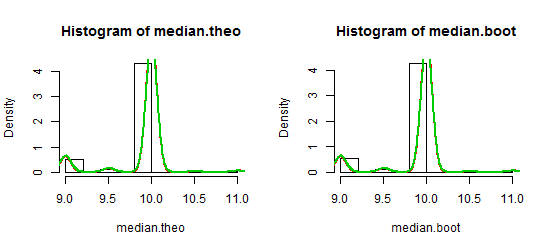 Histogram of median.theo
Histogram of median.boot
Density
4
3
2
1
0
9.0 9.5 10.0 10.5 11.0
median.theo
Density
4
3
2
1
0
9.0 9.5 10.0 10.5 11.0
median.boot